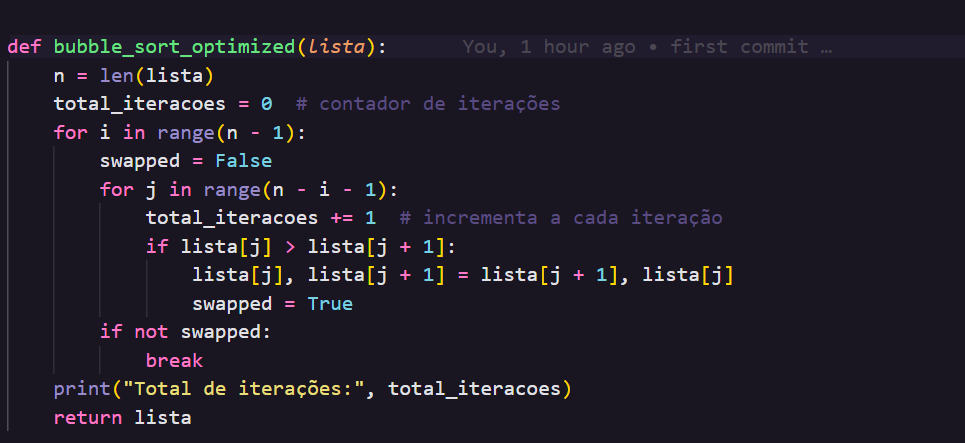 def bubble_sort_optimized(lista):      You, 1 hour ago • first commit …
    n = len(lista)
    total_iteracoes = 0  # contador de iterações
    for i in range(n - 1):
        swapped = False
        for j in range(n - i - 1):
            total_iteracoes += 1  # incrementa a cada iteração
            if lista[j] > lista[j + 1]:
                lista[j], lista[j + 1] = lista[j + 1], lista[j]
                swapped = True
        if not swapped:
            break
    print("Total de iterações:", total_iteracoes)
    return lista